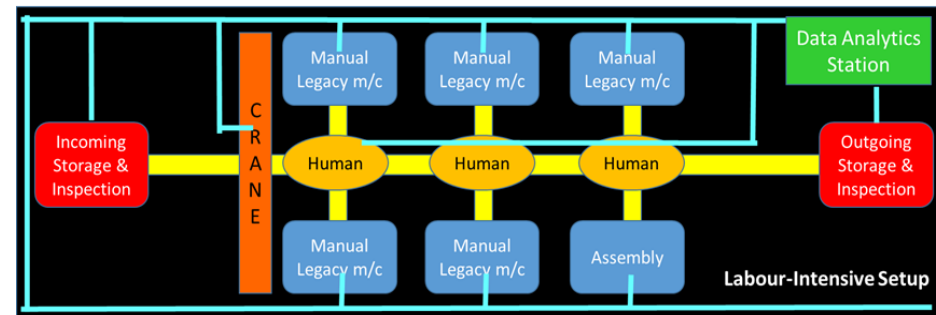 Manual
Legacy m/c
Manual
Legacy m/c
Manual
Legacy m/c
Data Analytics
Station
CRANE
Incoming
Storage &
Inspection
Human
Human
Human
Outgoing
Storage &
Inspection
Manual
Legacy m/c
Manual
Legacy m/c
Assembly
Labour-Intensive Setup